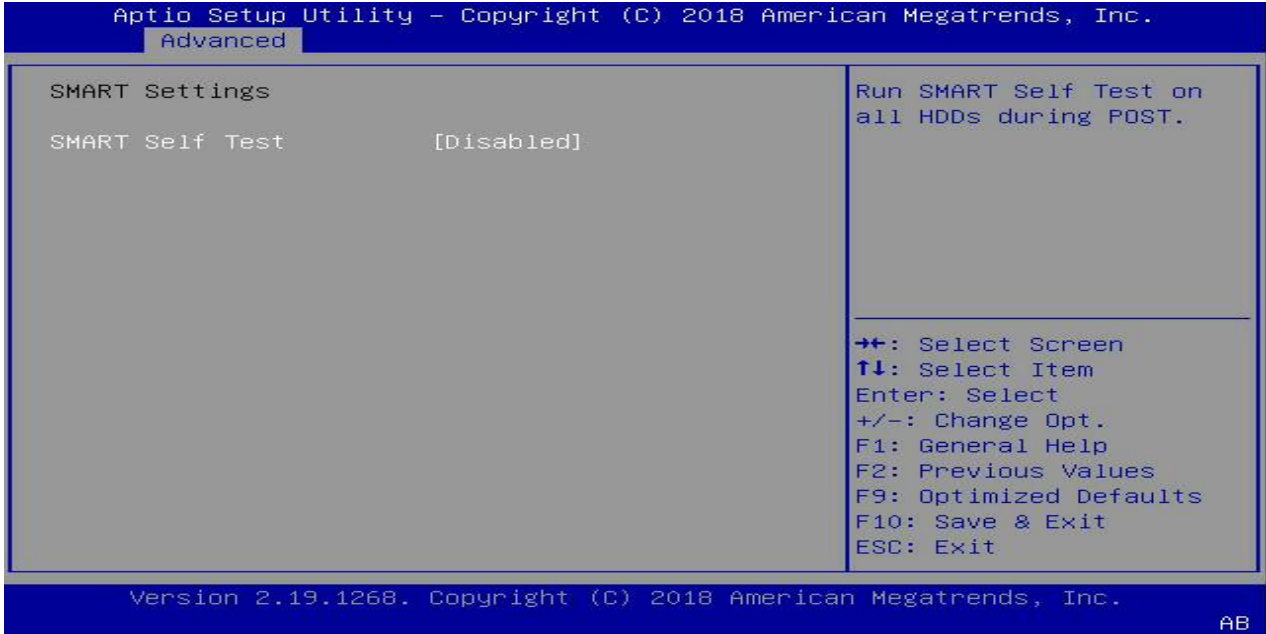 Aptio Setup Utility – Copyright (C) 2018 American Megatrends, Inc.
Advanced
SMART Settings
SMART Self Test [Disabled]
Run SMART Self Test on
all HDDs during POST.
→←: Select Screen
↑↓: Select Item
Enter: Select
+/-: Change Opt.
F1: General Help
F2: Previous Values
F9: Optimized Defaults
F10: Save & Exit
ESC: Exit
Version 2.19.1268. Copyright (C) 2018 American Megatrends, Inc.
AB